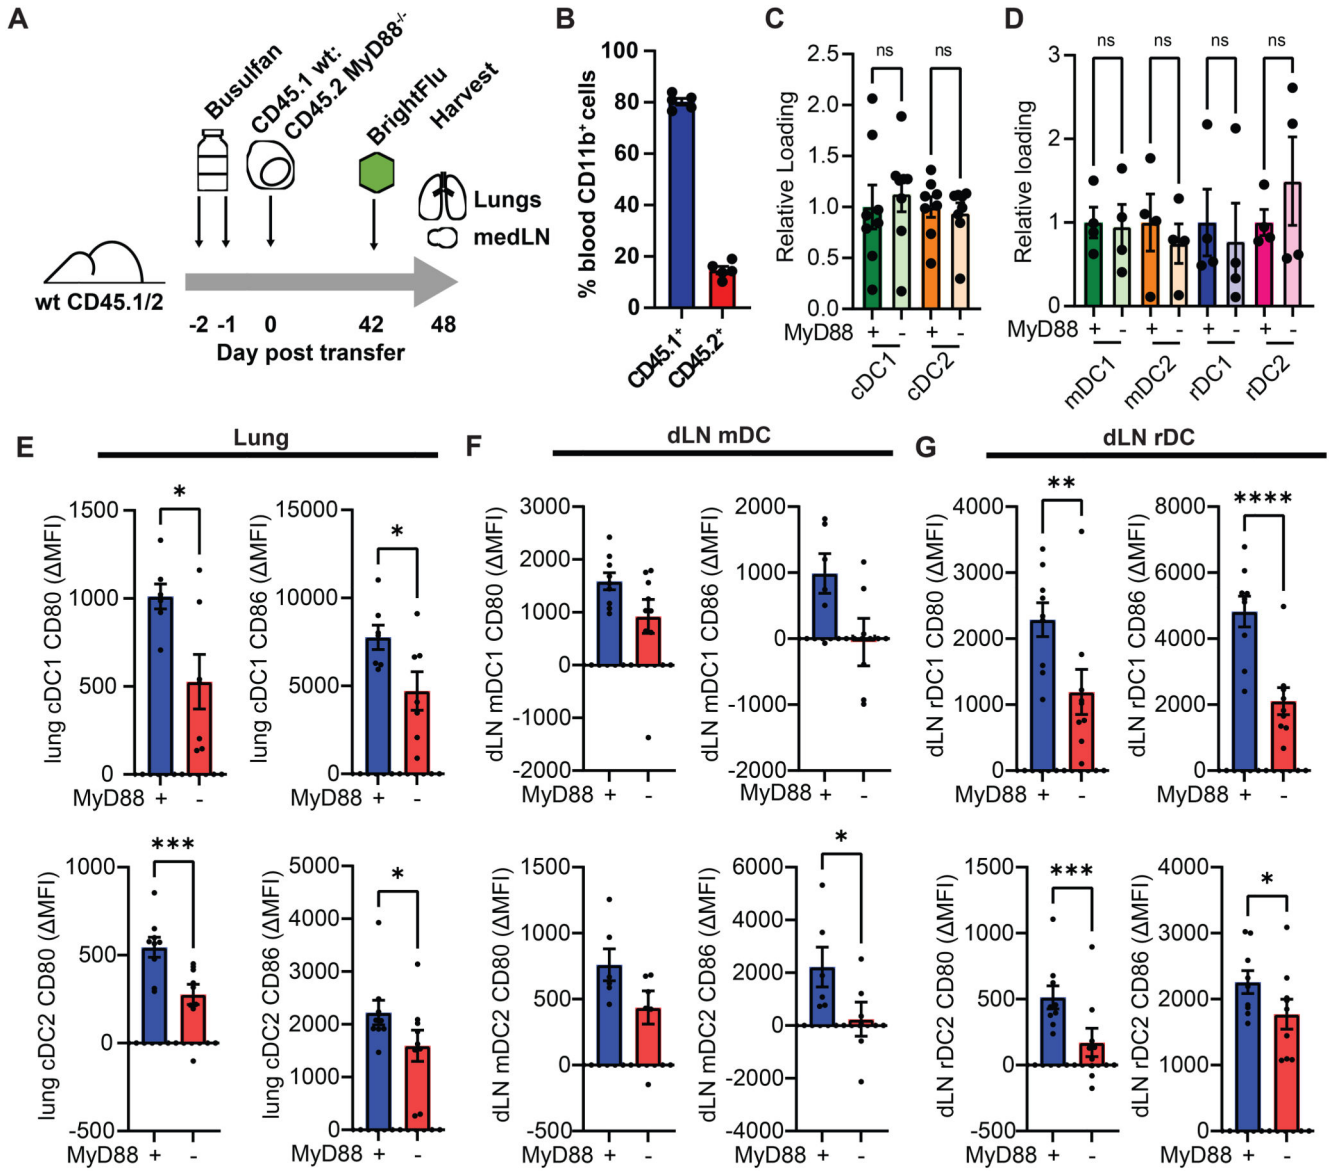 A
Busulfan
CD45.1 wt:
CD45.2 MyD88-/-
BrightFlu
Harvest
Lungs
medLN
wt CD45.1/2
-2 -1 0 42 48
Day post transfer
B
% blood CD11b+ cells
100
80
60
40
20
0
CD45.1+
CD45.2+
C
Relative Loading
2.5
2.0
1.5
1.0
0.5
0.0
ns ns
MyD88 + - + -
cDC1 cDC2
D
Relative loading
3
2
1
0
ns ns ns ns
MyD88 + - + - + - + -
mDC1 mDC2 rDC1 rDC2
E
Lung
lung cDC1 CD80 (ΔMFI)
1500
1000
500
0
*
MyD88 + -
lung cDC1 CD86 (ΔMFI)
15000
10000
5000
0
*
MyD88 + -
lung cDC2 CD80 (ΔMFI)
1000
500
0
-500
***
MyD88 + -
lung cDC2 CD86 (ΔMFI)
5000
4000
3000
2000
1000
0
*
MyD88 + -
F
dLN mDC
dLN mDC1 CD80 (ΔMFI)
3000
2000
1000
0
-1000
-2000
MyD88 + -
dLN mDC1 CD86 (ΔMFI)
2000
1000
0
-1000
-2000
MyD88 + -
dLN mDC2 CD80 (ΔMFI)
1500
1000
500
0
-500
MyD88 + -
dLN mDC2 CD86 (ΔMFI)
6000
4000
2000
0
-2000
-4000
*
MyD88 + -
G
dLN rDC
dLN rDC1 CD80 (ΔMFI)
4000
3000
2000
1000
0
**
MyD88 + -
dLN rDC1 CD86 (ΔMFI)
8000
6000
4000
2000
0
****
MyD88 + -
dLN rDC2 CD80 (ΔMFI)
1500
1000
500
0
-500
***
MyD88 + -
dLN rDC2 CD86 (ΔMFI)
4000
3000
2000
1000
0
*
MyD88 + -